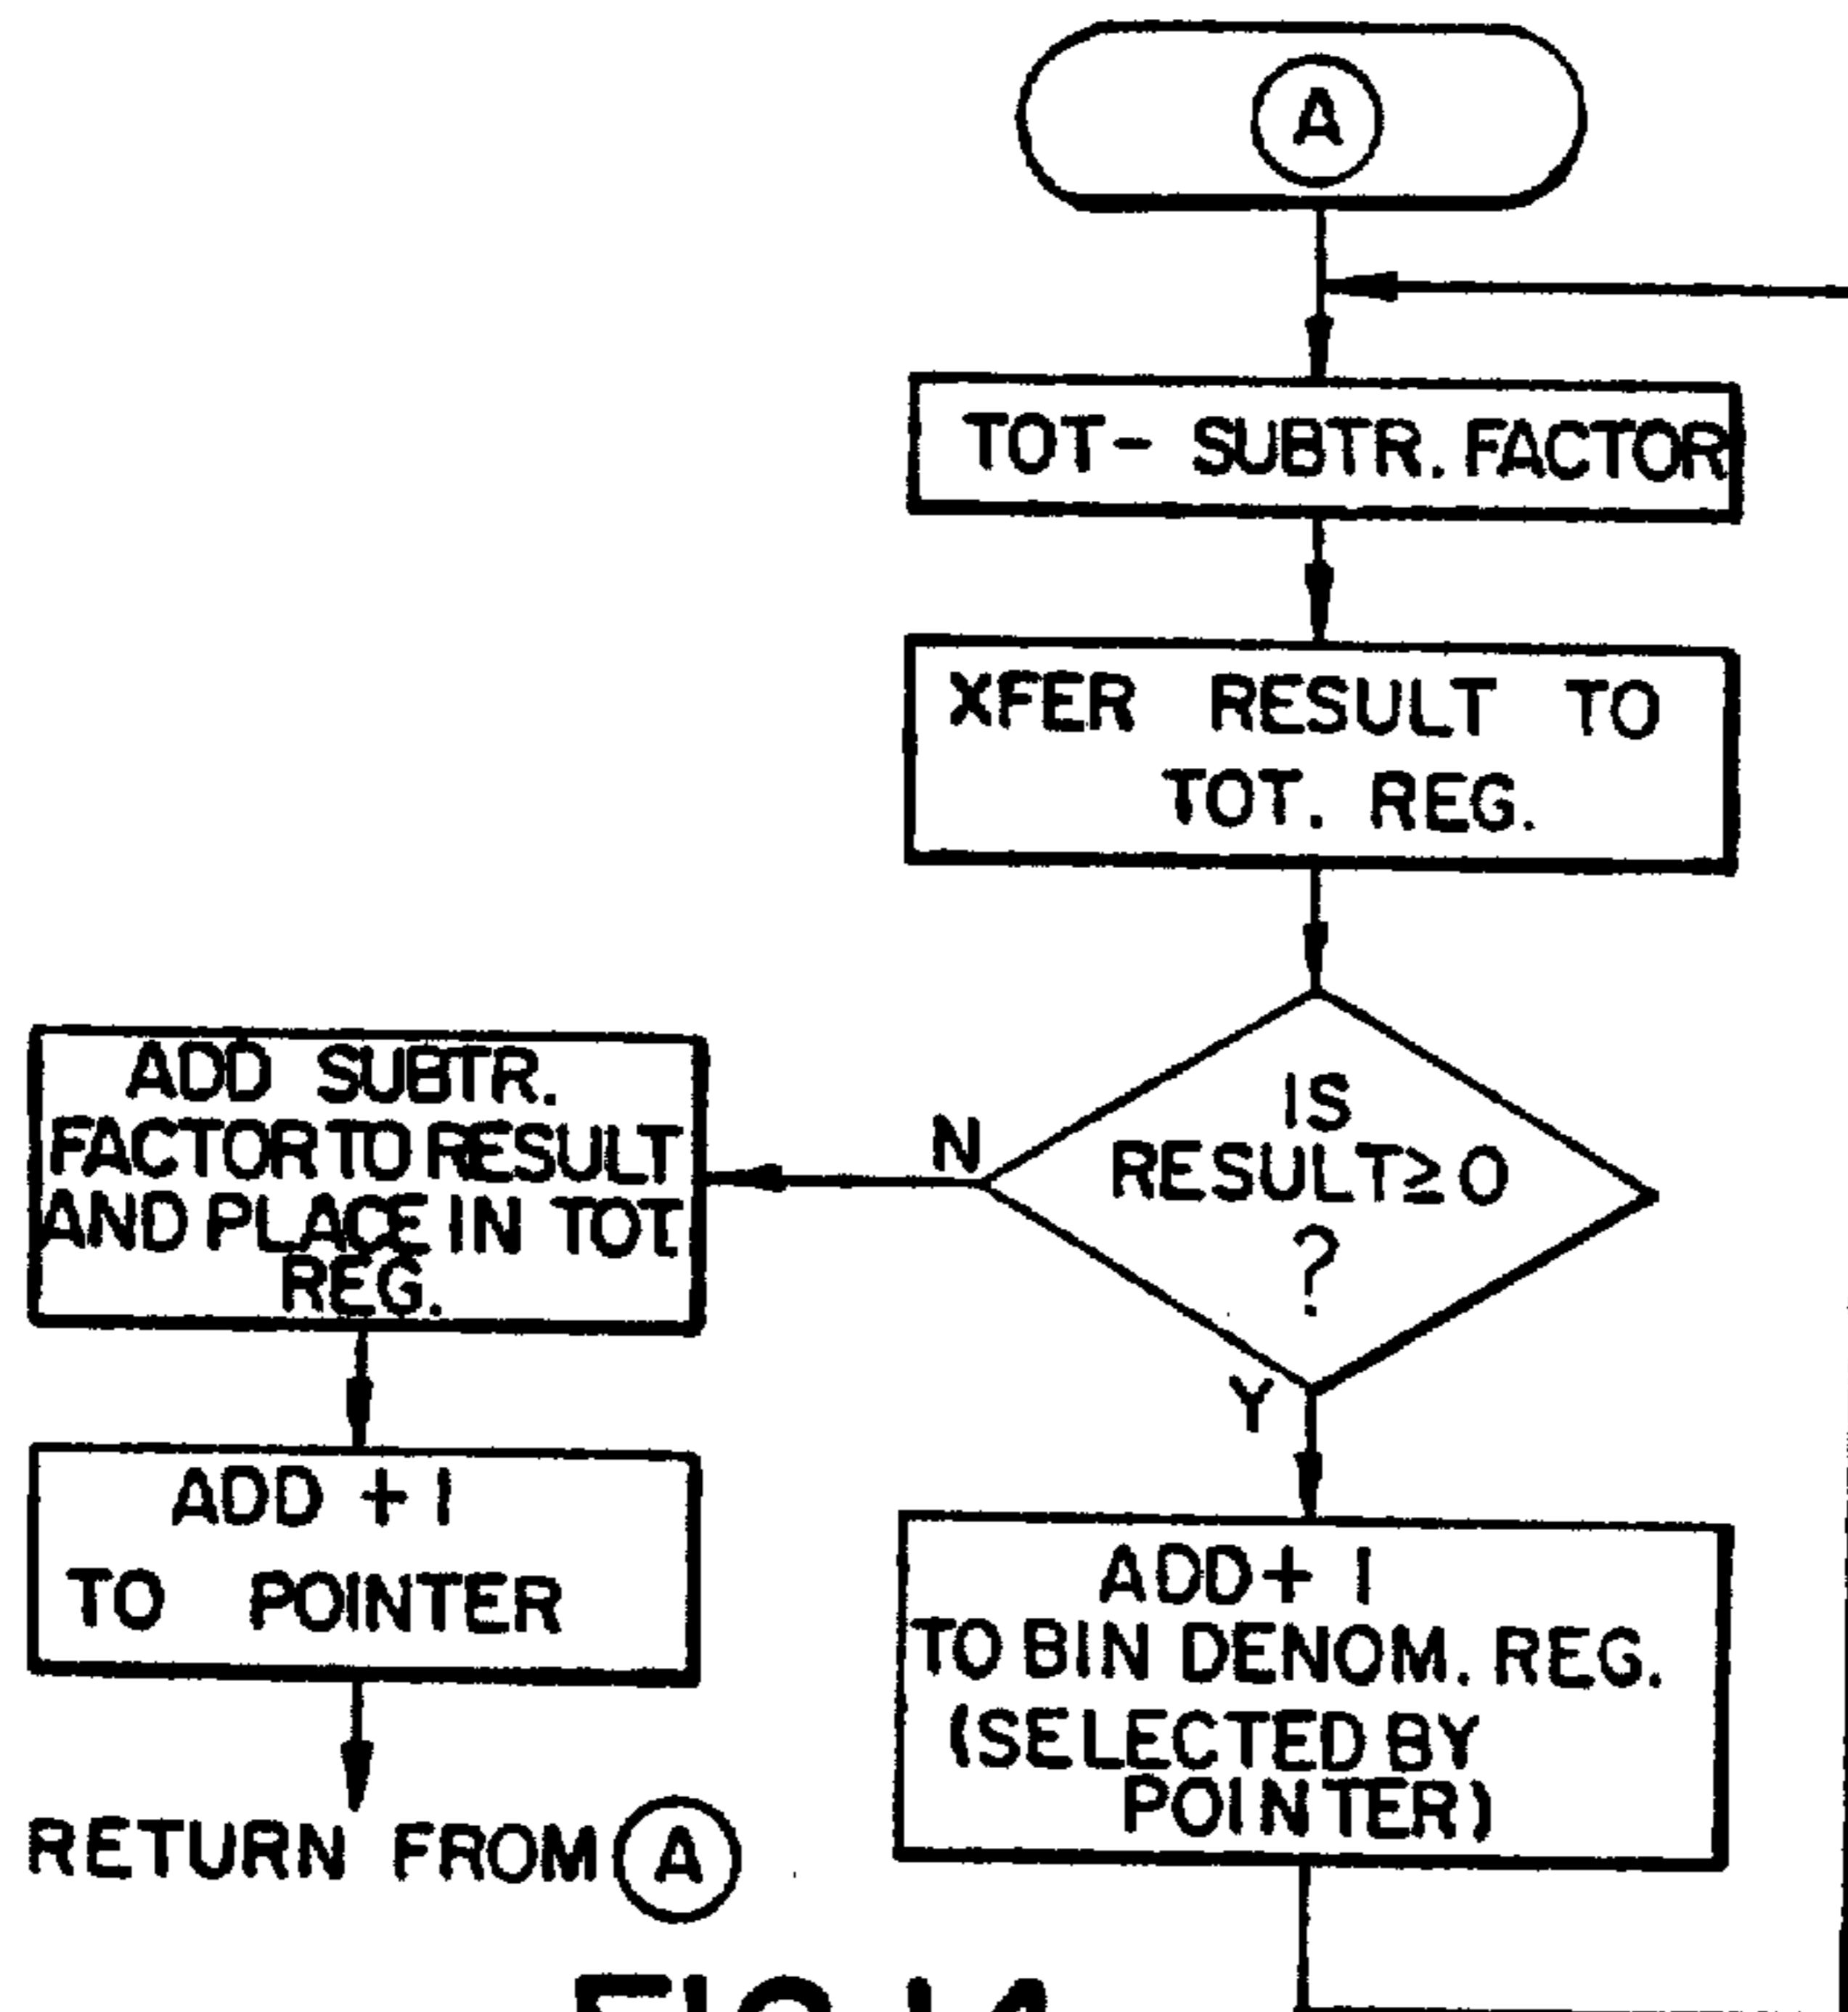 A
TOT- SUBTR. FACTOR
XFER RESULT TO
TOT. REG.
IS
RESULT≥0
?
N
Y
ADD SUBTR.
FACTOR TO RESULT
AND PLACE IN TOT.
REG.
ADD +1
TO POINTER
RETURN FROM A
ADD+ 1
TO BIN DENOM. REG.
(SELECTED BY
POINTER)